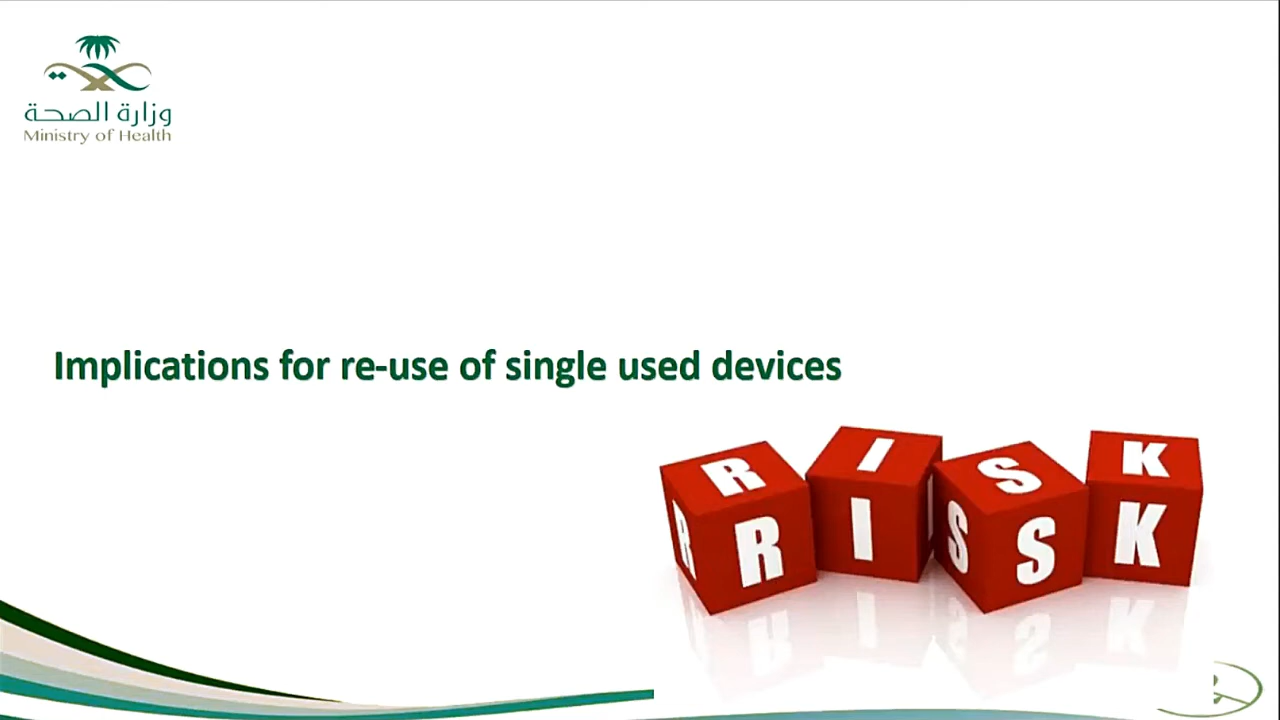 وزارة الصحة
Ministry of Health
Implications for re-use of single used devices
R I S K
R R I S S K